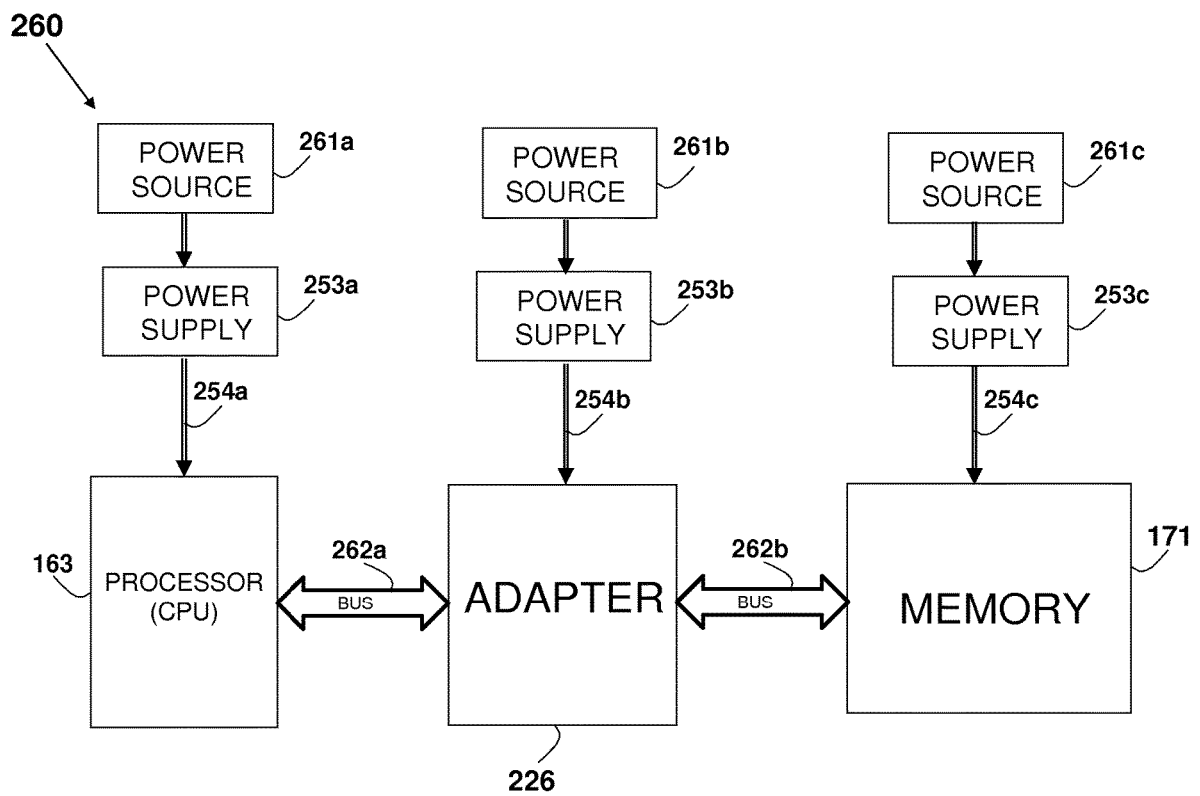 260
POWER
SOURCE
261a
POWER
SOURCE
261b
POWER
SOURCE
261c
POWER
SUPPLY
253a
POWER
SUPPLY
253b
POWER
SUPPLY
253c
254a
254b
254c
163
PROCESSOR
(CPU)
262a
BUS
ADAPTER
262b
BUS
MEMORY
171
226